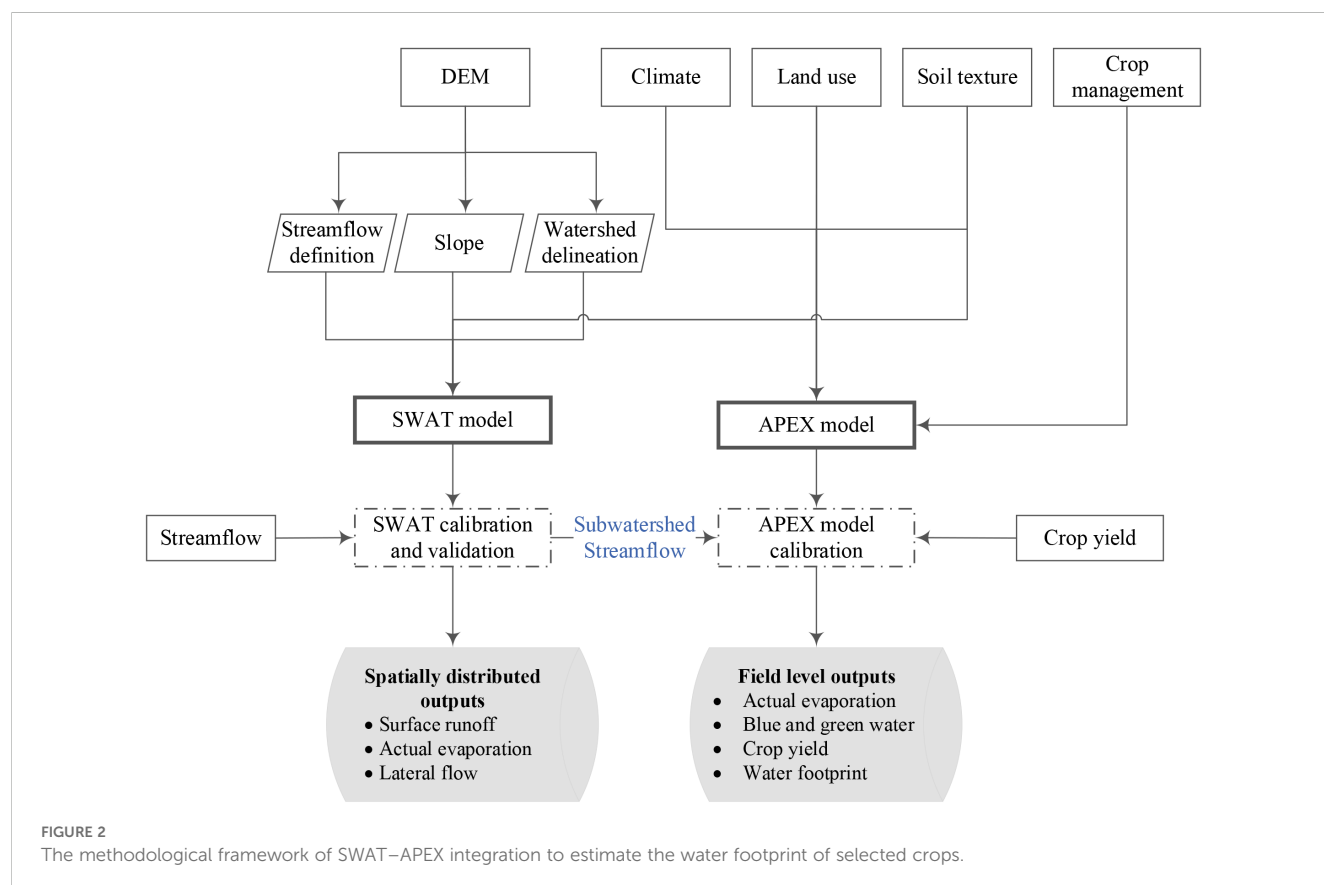 DEM
Climate
Land use
Soil texture
Crop
management
Streamflow
definition
Slope
Watershed
delineation
SWAT model
APEX model
Streamflow
SWAT calibration
and validation
Subwatershed
Streamflow
APEX model
calibration
Crop yield
Spatially distributed
outputs
• Surface runoff
• Actual evaporation
• Lateral flow
Field level outputs
• Actual evaporation
• Blue and green water
• Crop yield
• Water footprint
FIGURE 2
The methodological framework of SWAT–APEX integration to estimate the water footprint of selected crops.